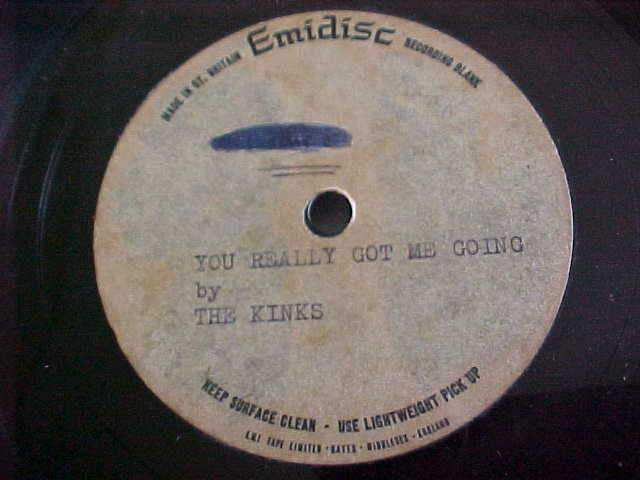 MADE IN GT. BRITAIN Emidisc RECORDING BLANK
YOU REALLY GOT ME GOING
by
THE KINKS
KEEP SURFACE CLEAN - USE LIGHTWEIGHT PICK UP
E.M.I TAPE LIMITED · HAYES · MIDDLESEX · ENGLAND